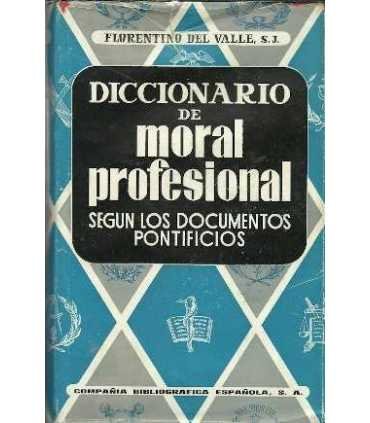 FLORENTINO DEL VALLE, S.J.
DICCIONARIO
DE
moral
profesional
SEGUN LOS DOCUMENTOS
PONTIFICIOS
COMPAÑIA BIBLIOGRAFICA ESPAÑOLA, S. A.